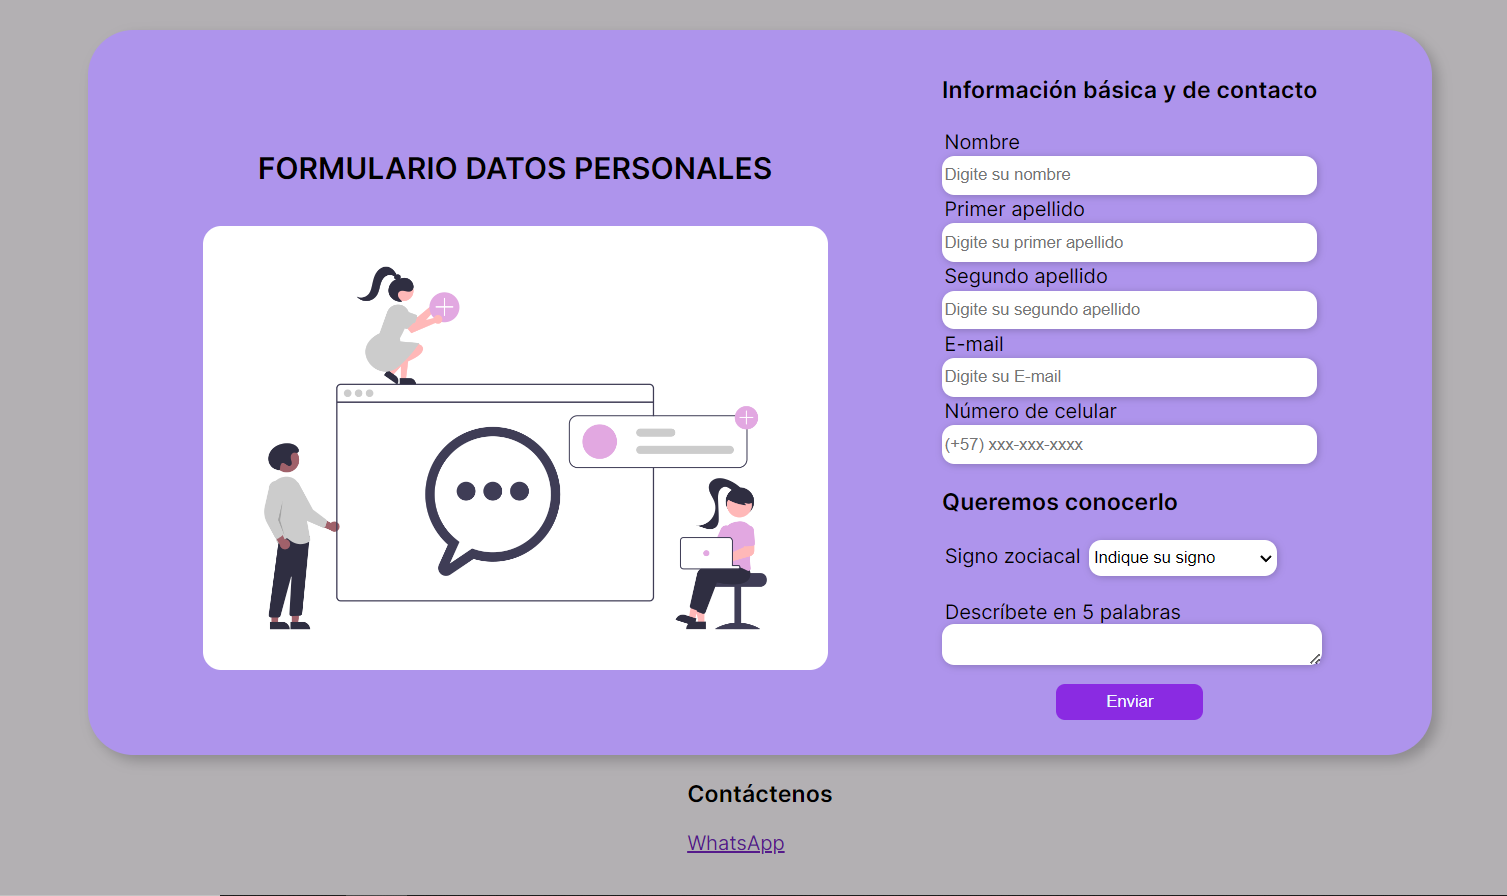 FORMULARIO DATOS PERSONALES
Información básica y de contacto
Nombre
Digite su nombre
Primer apellido
Digite su primer apellido
Segundo apellido
Digite su segundo apellido
E-mail
Digite su E-mail
Número de celular
(+57) xxx-xxx-xxxx
Queremos conocerlo
Signo zociacal Indique su signo
Descríbete en 5 palabras
Enviar
Contáctenos
WhatsApp